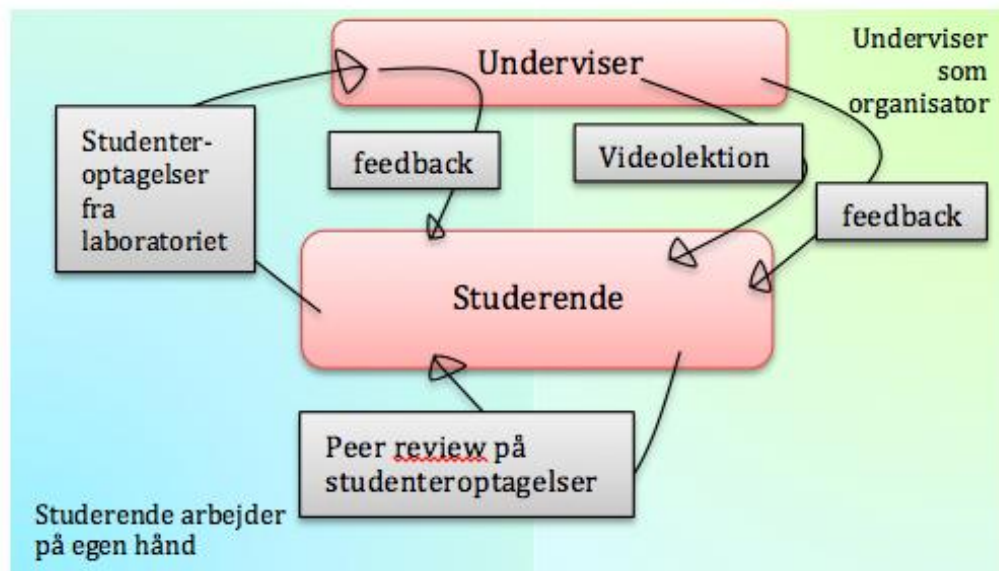 Underviser
Underviser
som
organisator
Studenter-
optagelser
fra
laboratoriet
feedback
Videolektion
feedback
Studerende
Peer review på
studenteroptagelser
Studerende arbejder
på egen hånd